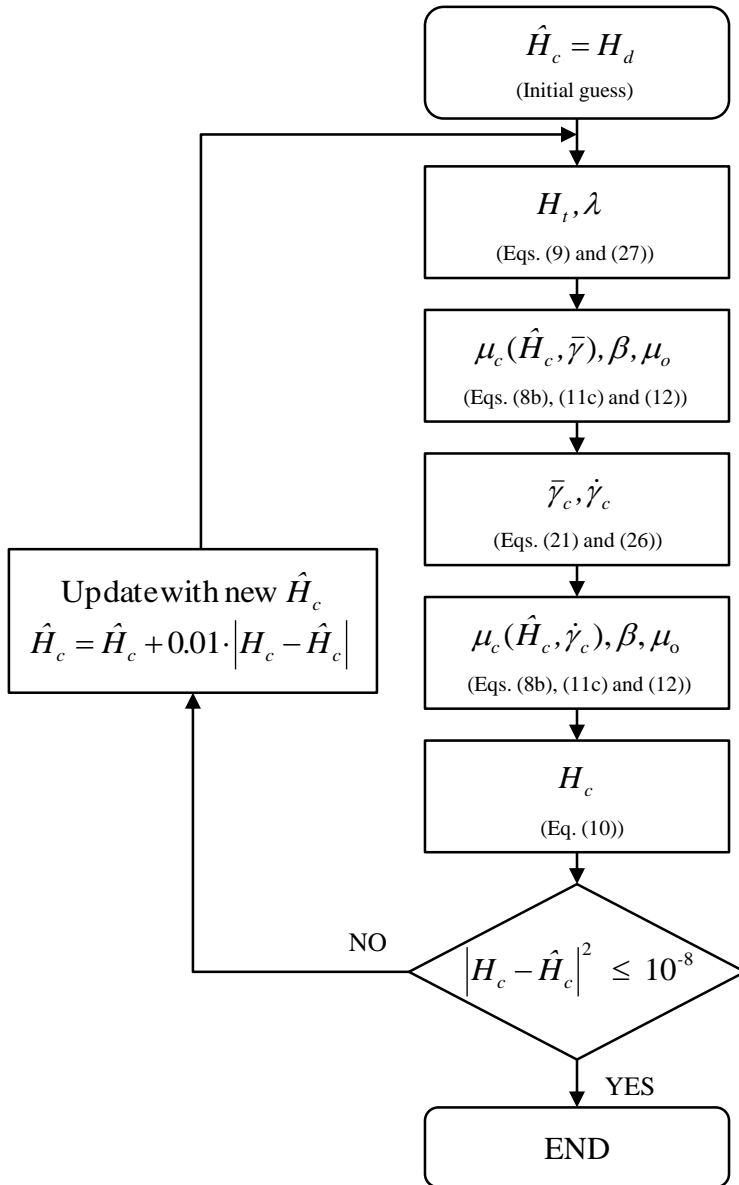 Ĥ_c = H_d
(Initial guess)
H_t, λ
(Eqs. (9) and (27))
μ_c(Ĥ_c, γ̄), β, μ_o
(Eqs. (8b), (11c) and (12))
γ̄_c, γ̇_c
(Eqs. (21) and (26))
Update with new Ĥ_c
Ĥ_c = Ĥ_c + 0.01·|H_c − Ĥ_c|
μ_c(Ĥ_c, γ̇_c), β, μ_o
(Eqs. (8b), (11c) and (12))
H_c
(Eq. (10))
NO
|H_c − Ĥ_c|² ≤ 10⁻⁸
YES
END